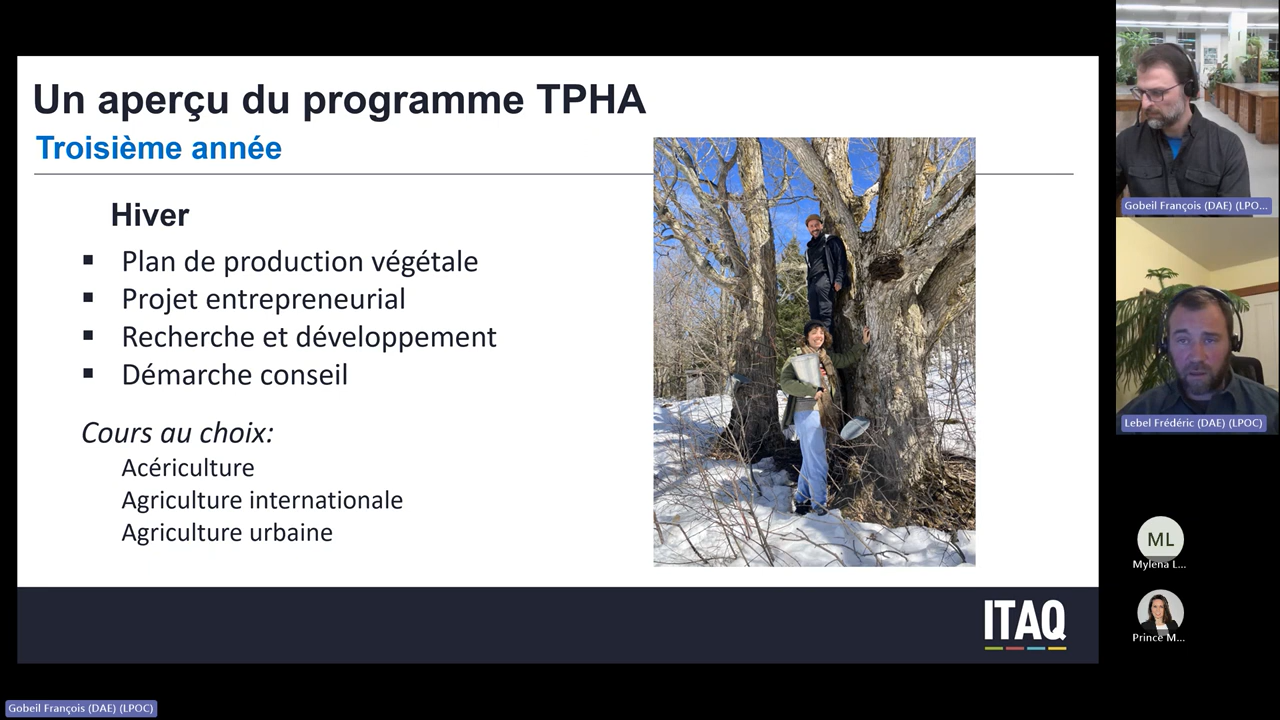 Un aperçu du programme TPHA
Troisième année
Hiver
▪ Plan de production végétale
▪ Projet entrepreneurial
▪ Recherche et développement
▪ Démarche conseil
Cours au choix:
Acériculture
Agriculture internationale
Agriculture urbaine
ITAQ
Gobeil François (DAE) (LPO...
Lebel Frédéric (DAE) (LPOC)
ML
Mylena L...
Prince M...
Gobeil François (DAE) (LPOC)